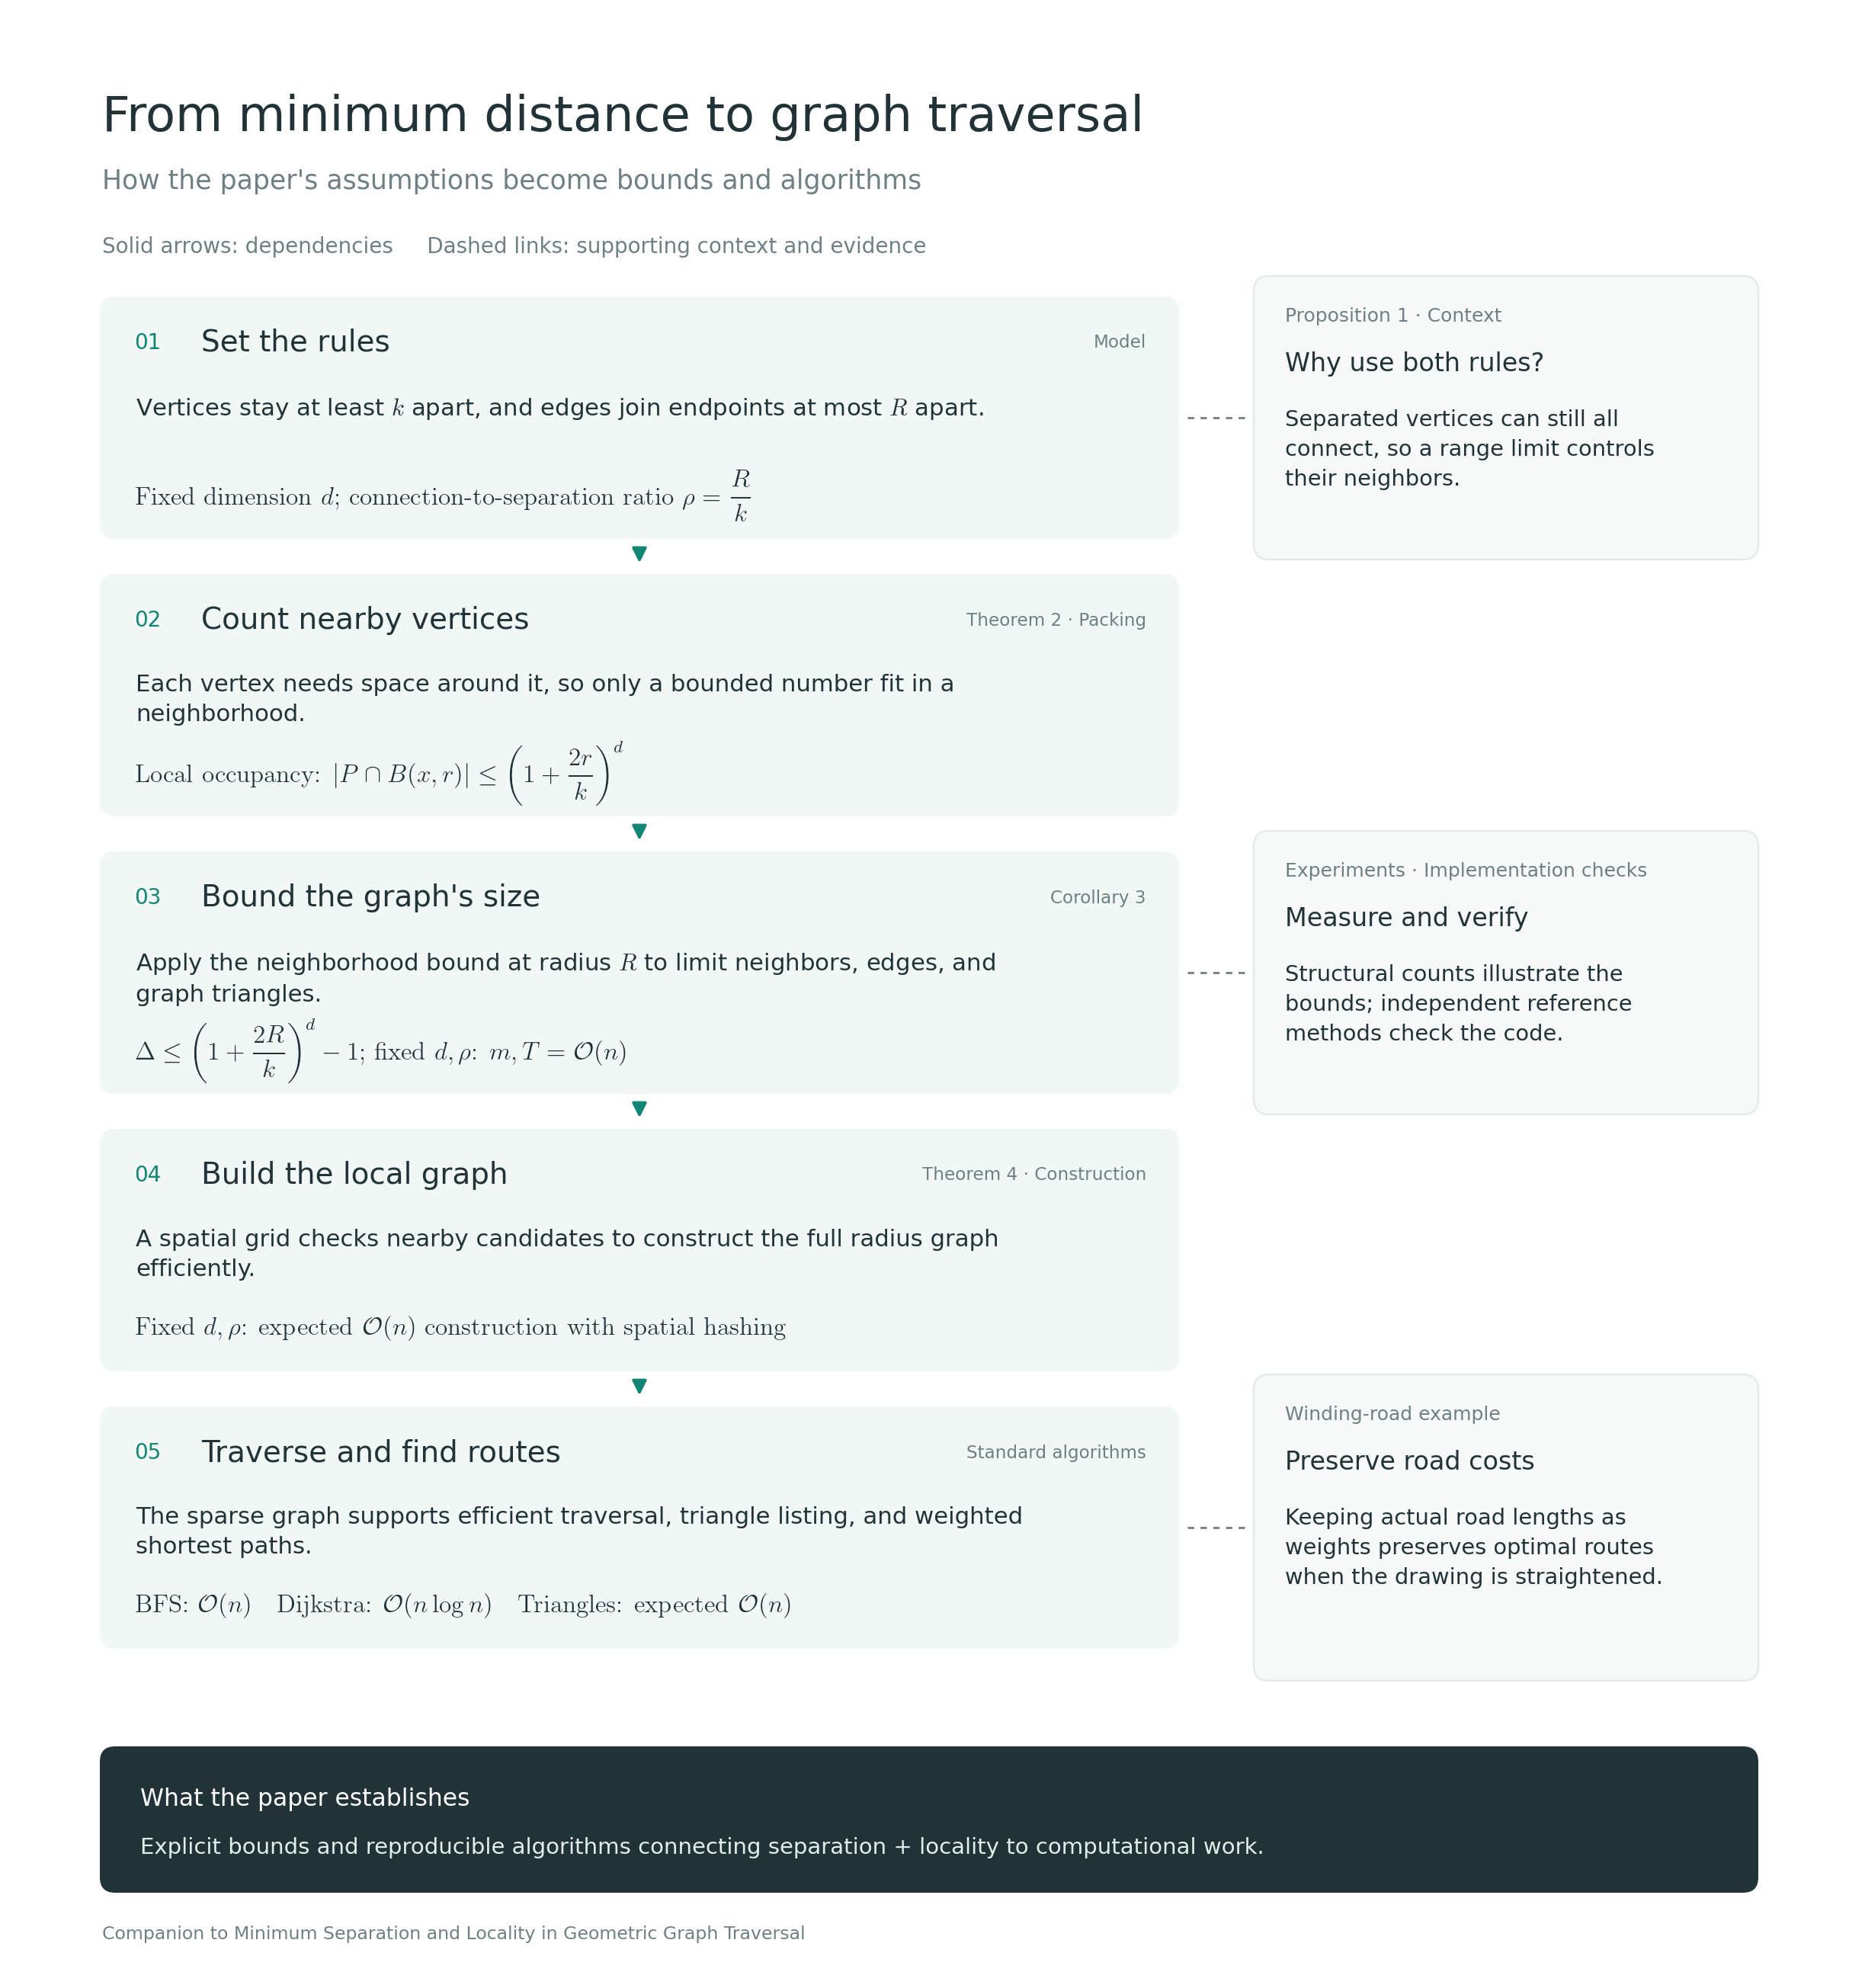 From minimum distance to graph traversal
How the paper's assumptions become bounds and algorithms
Solid arrows: dependencies Dashed links: supporting context and evidence
01 Set the rules Model
Vertices stay at least k apart, and edges join endpoints at most R apart.
Fixed dimension d; connection-to-separation ratio ρ = R/k
Proposition 1 · Context
Why use both rules?
Separated vertices can still all
connect, so a range limit controls
their neighbors.
02 Count nearby vertices Theorem 2 · Packing
Each vertex needs space around it, so only a bounded number fit in a
neighborhood.
Local occupancy: |P ∩ B(x, r)| ≤ (1 + 2r/k)^d
03 Bound the graph's size Corollary 3
Apply the neighborhood bound at radius R to limit neighbors, edges, and
graph triangles.
Δ ≤ (1 + 2R/k)^d − 1; fixed d, ρ: m, T = 𝒪(n)
Experiments · Implementation checks
Measure and verify
Structural counts illustrate the
bounds; independent reference
methods check the code.
04 Build the local graph Theorem 4 · Construction
A spatial grid checks nearby candidates to construct the full radius graph
efficiently.
Fixed d, ρ: expected 𝒪(n) construction with spatial hashing
05 Traverse and find routes Standard algorithms
The sparse graph supports efficient traversal, triangle listing, and weighted
shortest paths.
BFS: 𝒪(n) Dijkstra: 𝒪(n log n) Triangles: expected 𝒪(n)
Winding-road example
Preserve road costs
Keeping actual road lengths as
weights preserves optimal routes
when the drawing is straightened.
What the paper establishes
Explicit bounds and reproducible algorithms connecting separation + locality to computational work.
Companion to Minimum Separation and Locality in Geometric Graph Traversal